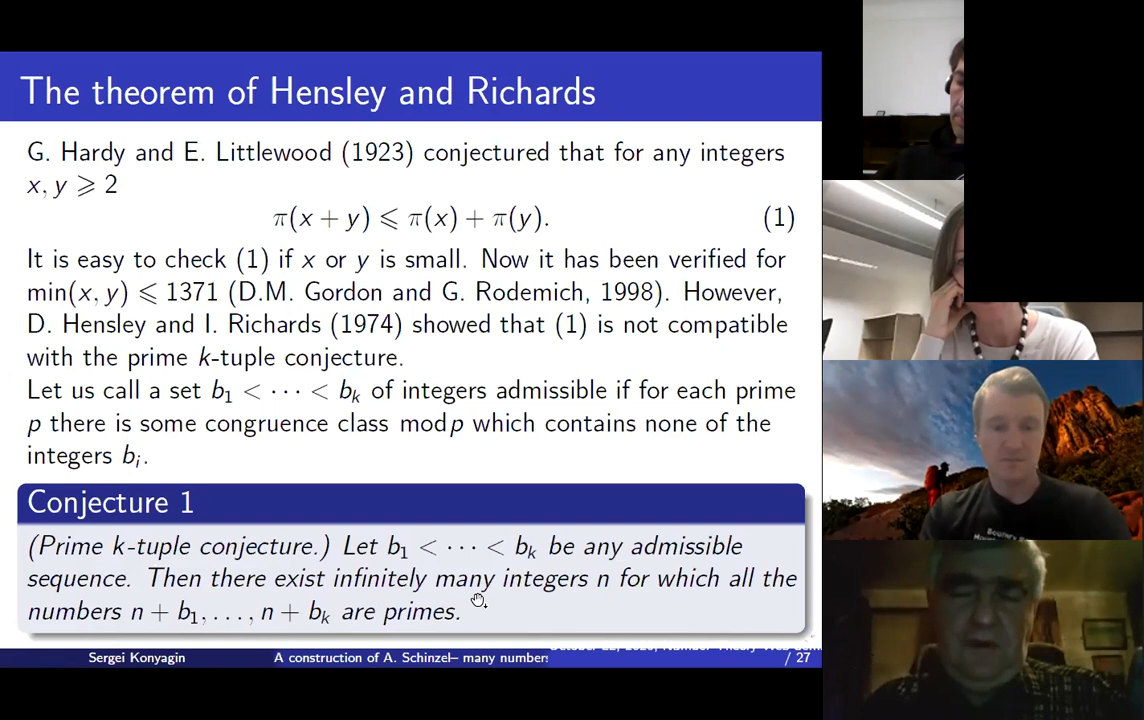 The theorem of Hensley and Richards
G. Hardy and E. Littlewood (1923) conjectured that for any integers
x, y ⩾ 2
π(x + y) ⩽ π(x) + π(y). (1)
It is easy to check (1) if x or y is small. Now it has been verified for
min(x, y) ⩽ 1371 (D.M. Gordon and G. Rodemich, 1998). However,
D. Hensley and I. Richards (1974) showed that (1) is not compatible
with the prime k-tuple conjecture.
Let us call a set b₁ < ··· < bₖ of integers admissible if for each prime
p there is some congruence class mod p which contains none of the
integers bᵢ.
Conjecture 1
(Prime k-tuple conjecture.) Let b₁ < ··· < bₖ be any admissible
sequence. Then there exist infinitely many integers n for which all the
numbers n + b₁, . . . , n + bₖ are primes.
Sergei Konyagin A construction of A. Schinzel– many numbers
/ 27